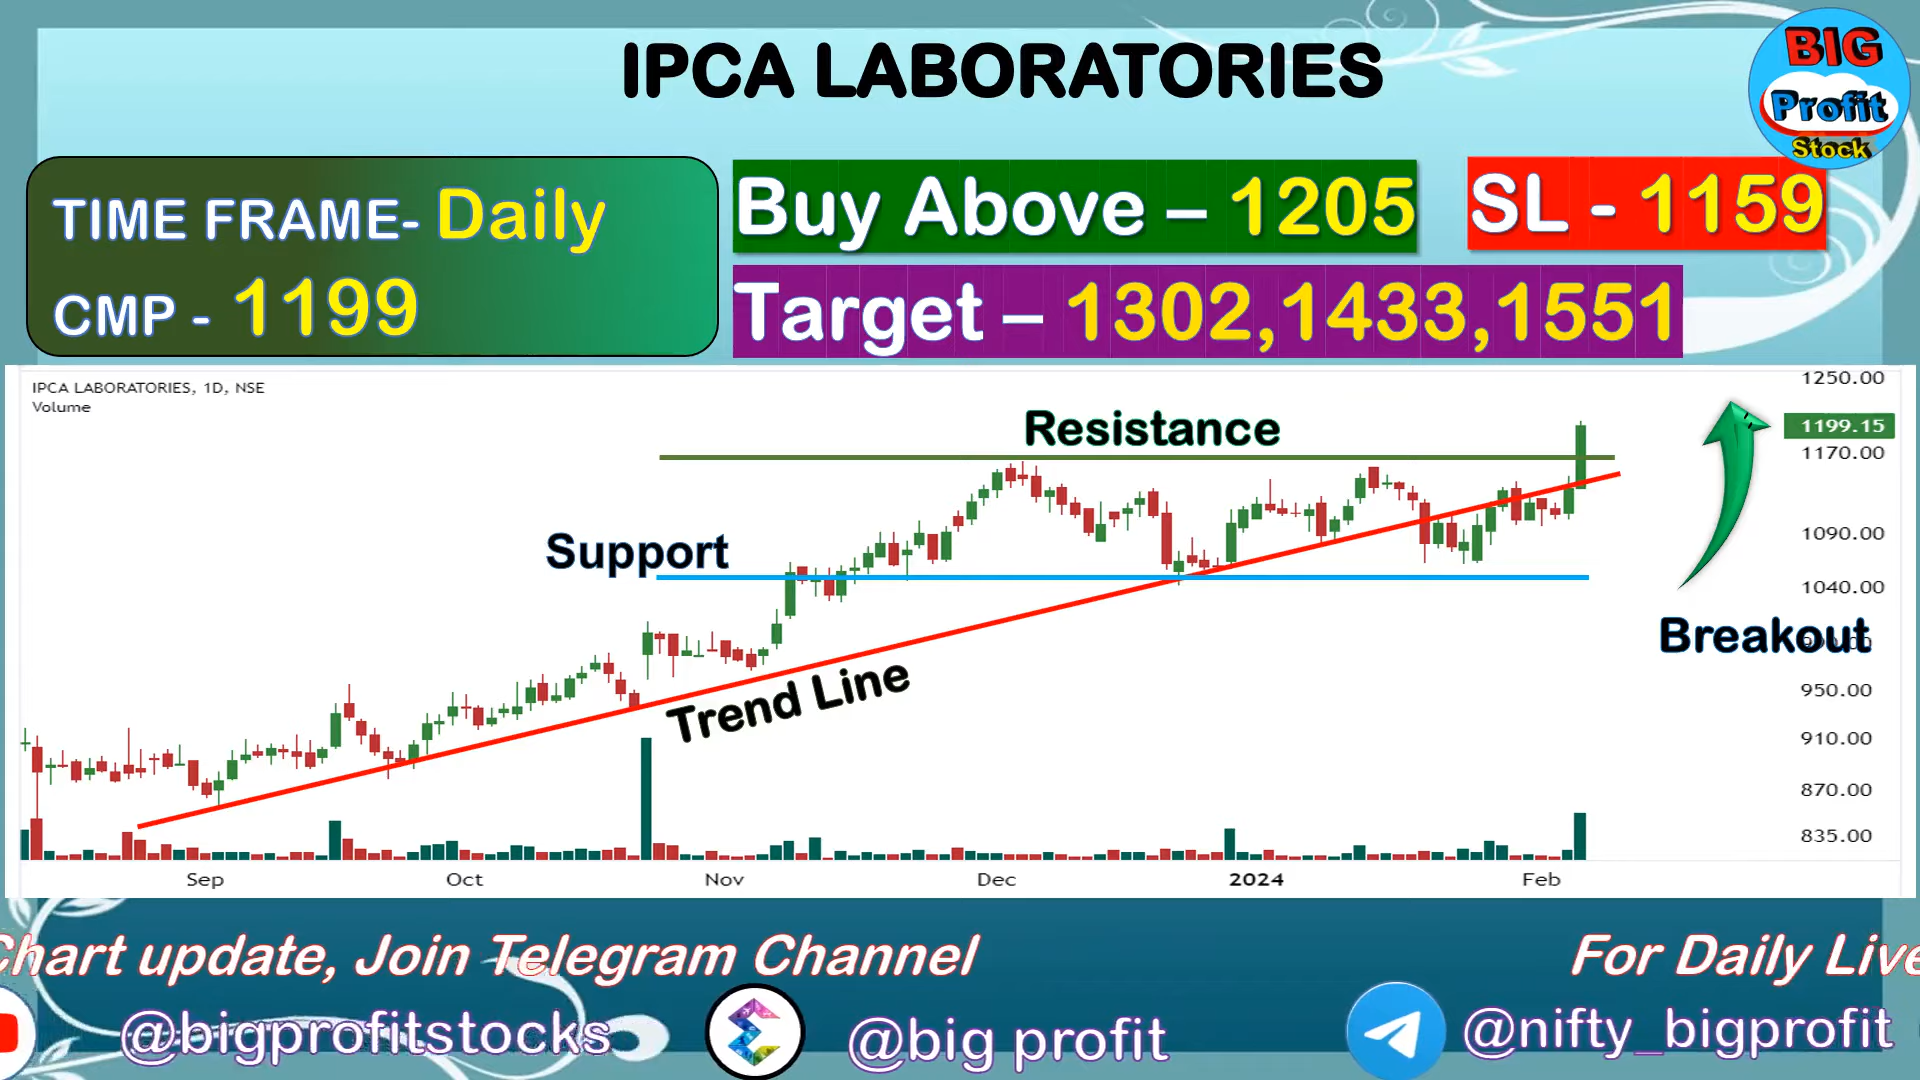 IPCA LABORATORIES
BIG
Profit
Stock
TIME FRAME- Daily
CMP - 1199
Buy Above – 1205
SL - 1159
Target – 1302,1433,1551
IPCA LABORATORIES, 1D, NSE
Volume
Resistance
Support
Trend Line
Breakout
1250.00
1199.15
1170.00
1090.00
1040.00
950.00
910.00
870.00
835.00
Sep Oct Nov Dec 2024 Feb
Chart update, Join Telegram Channel For Daily Live
@bigprofitstocks @big profit @nifty_bigprofit